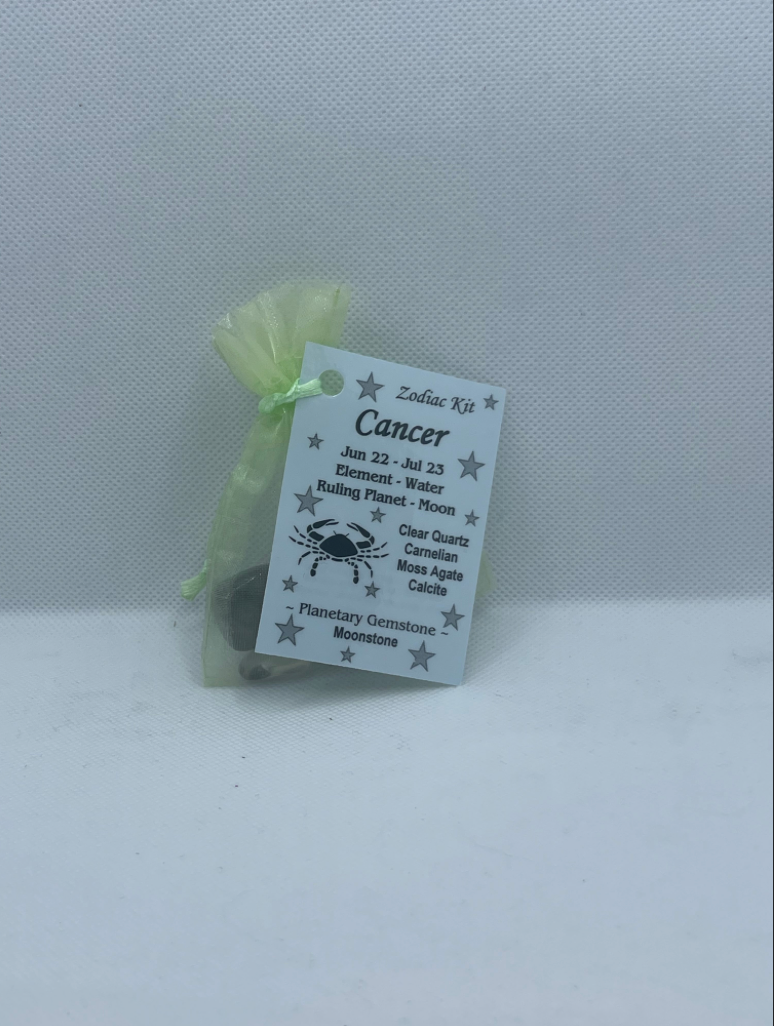 Zodiac Kit
Cancer
Jun 22 - Jul 23
Element - Water
Ruling Planet - Moon
Clear Quartz
Carnelian
Moss Agate
Calcite
~ Planetary Gemstone ~
Moonstone